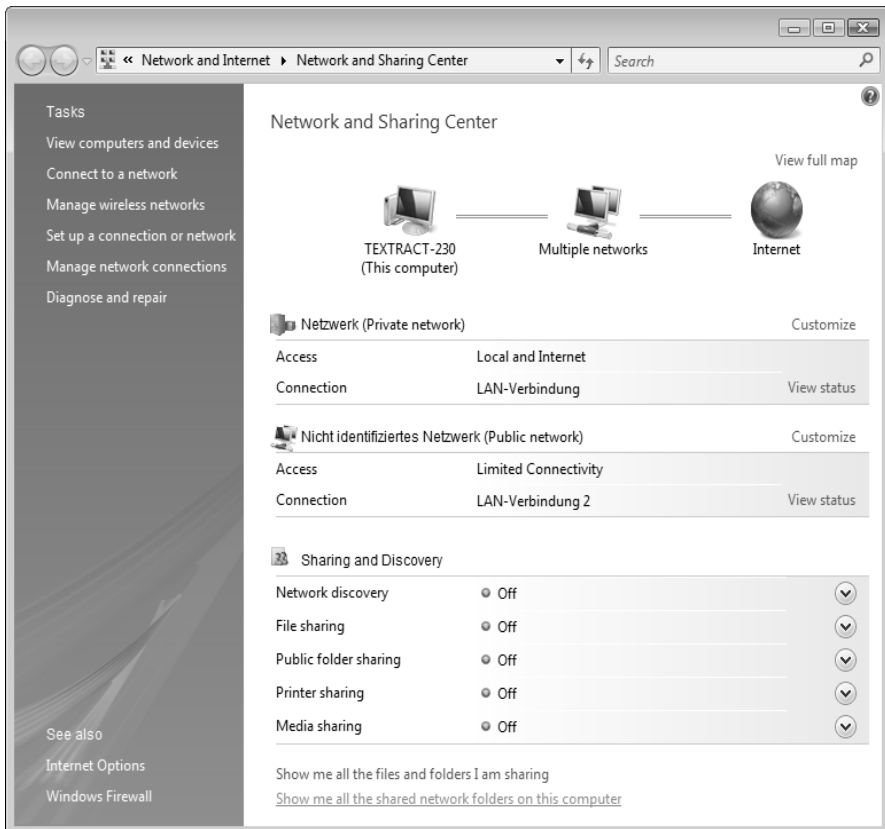 « Network and Internet ▸ Network and Sharing Center
Search
Tasks
View computers and devices
Connect to a network
Manage wireless networks
Set up a connection or network
Manage network connections
Diagnose and repair
See also
Internet Options
Windows Firewall
Network and Sharing Center
View full map
TEXTRACT-230
(This computer)
Multiple networks
Internet
Netzwerk (Private network) Customize
Access Local and Internet
Connection LAN-Verbindung View status
Nicht identifiziertes Netzwerk (Public network) Customize
Access Limited Connectivity
Connection LAN-Verbindung 2 View status
Sharing and Discovery
Network discovery Off
File sharing Off
Public folder sharing Off
Printer sharing Off
Media sharing Off
Show me all the files and folders I am sharing
Show me all the shared network folders on this computer